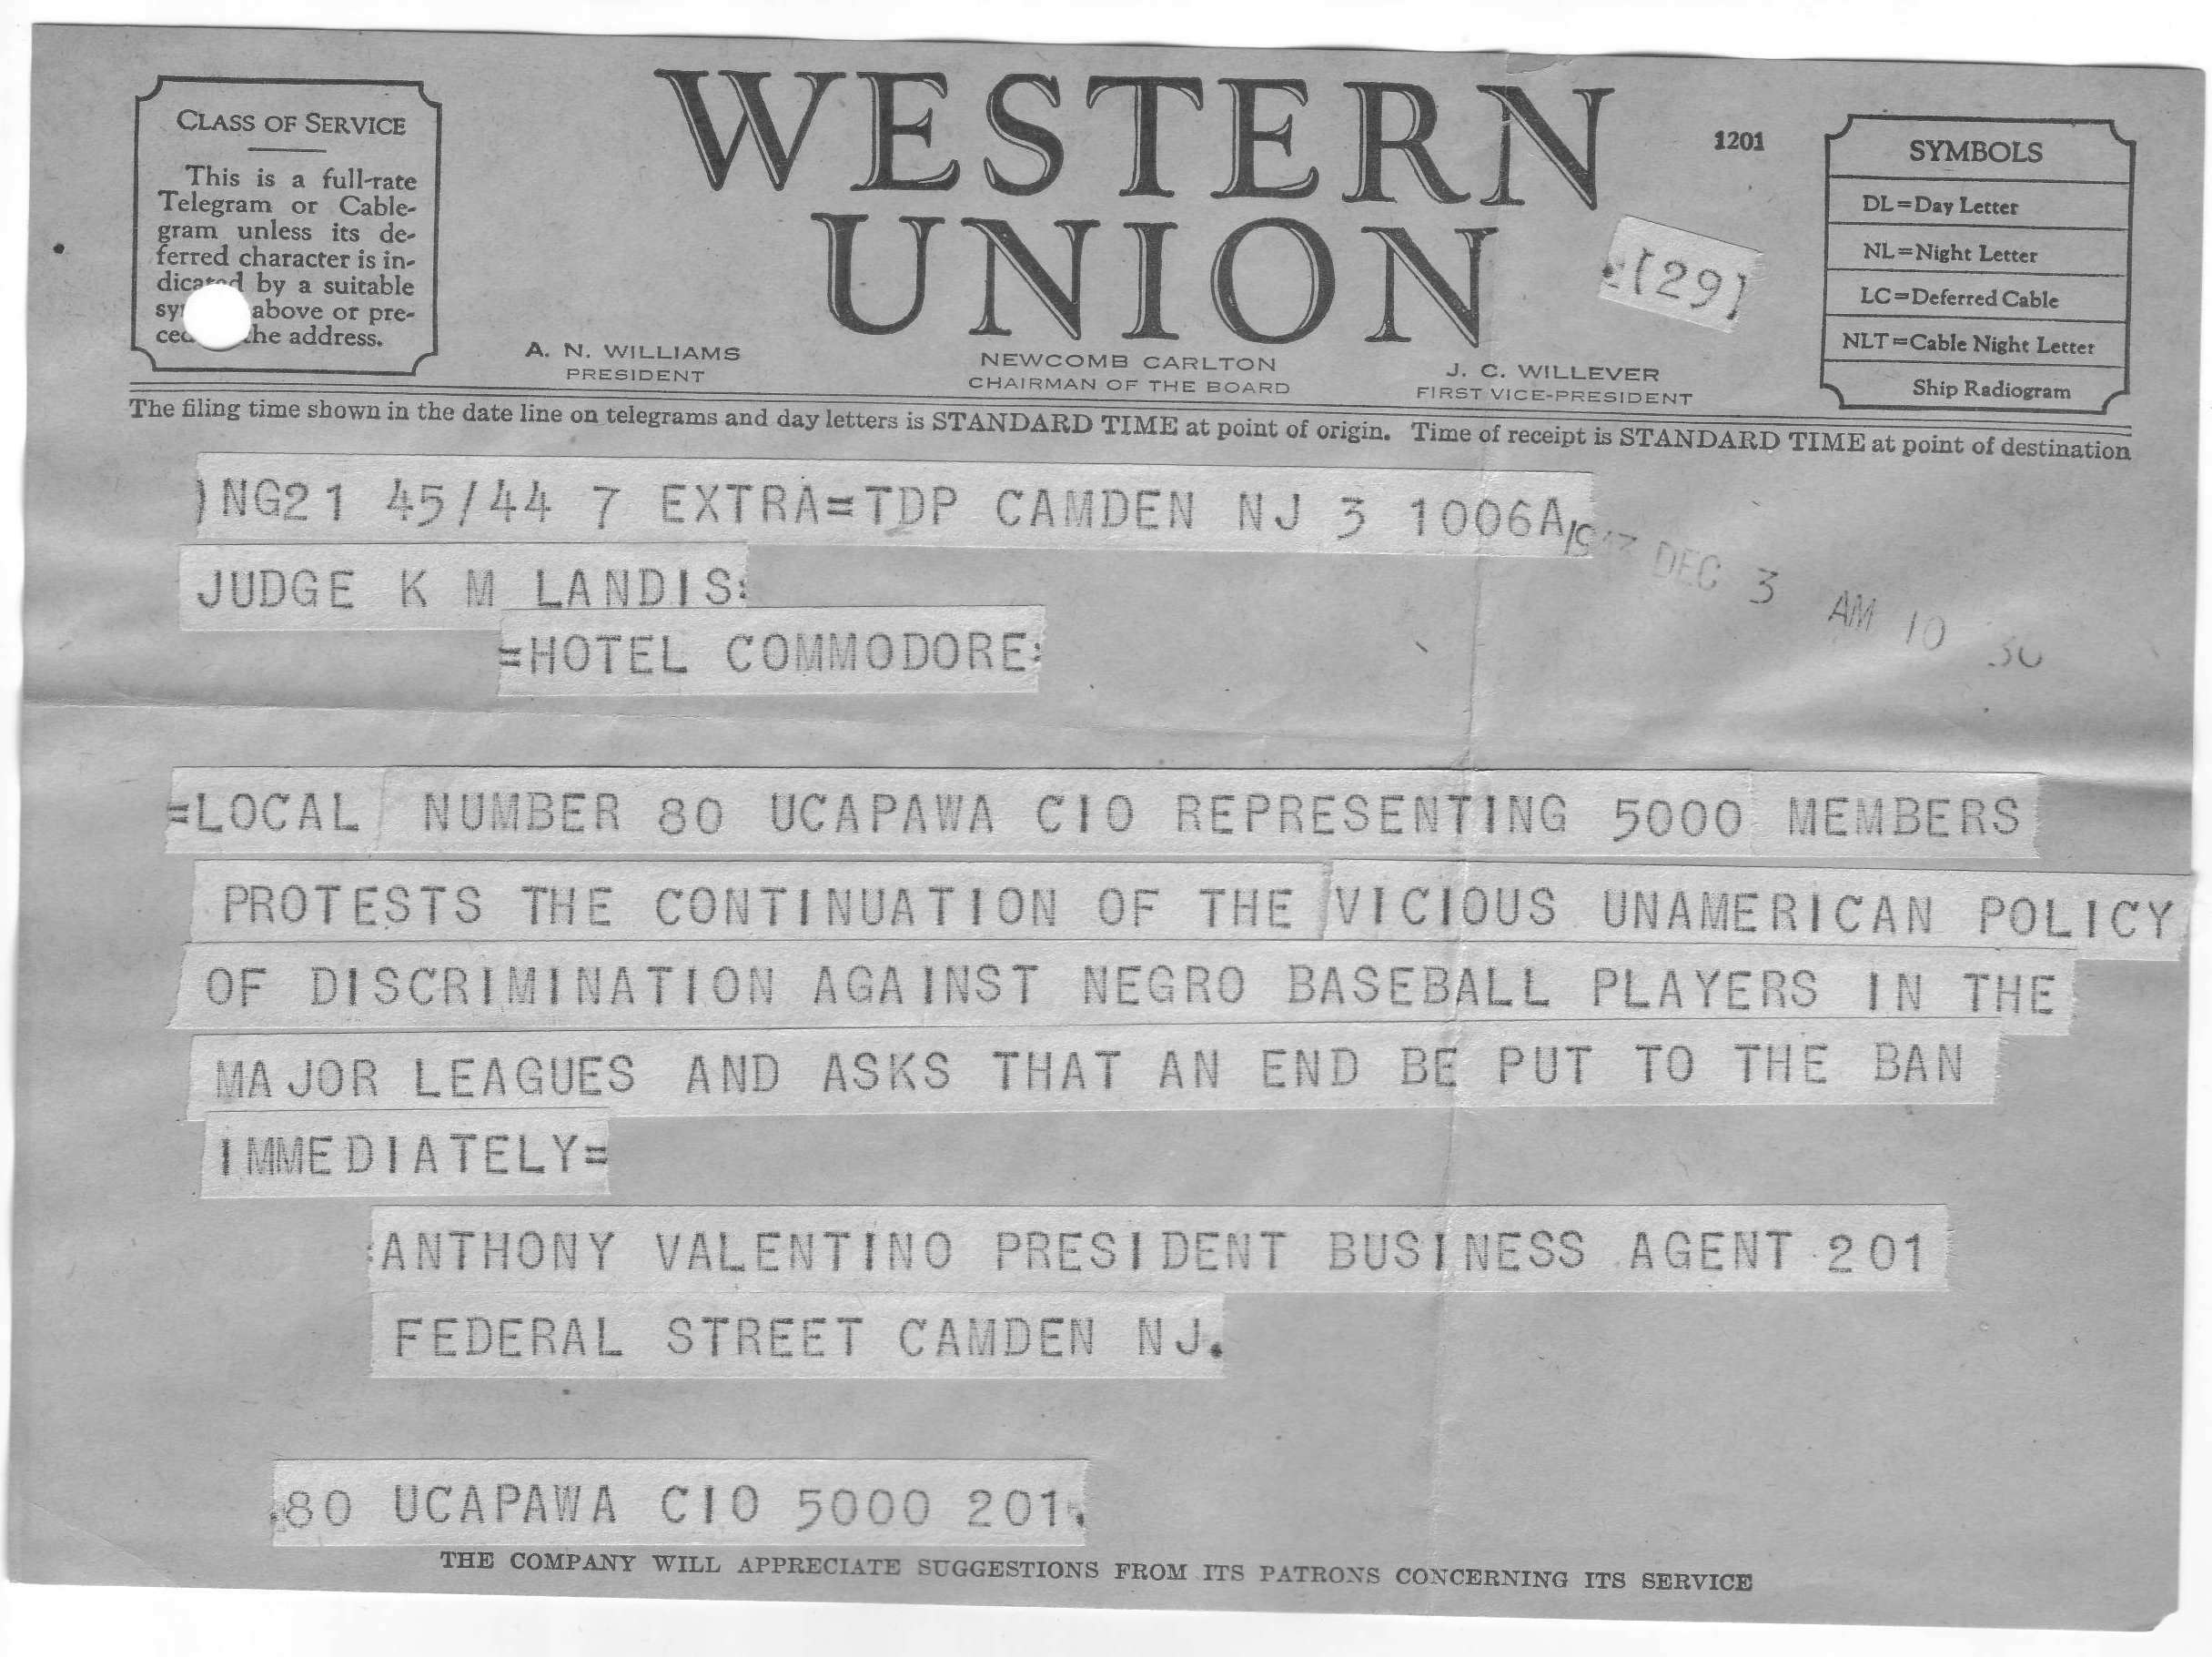 CLASS OF SERVICE
This is a full-rate
Telegram or Cable-
gram unless its de-
ferred character is in-
dicated by a suitable
above or pre-
the address.
WESTERN
UNION
1201
(29)
A. N. WILLIAMS
PRESIDENT
NEWCOMB CARLTON
CHAIRMAN OF THE BOARD
J. C. WILLEVER
FIRST VICE-PRESIDENT
SYMBOLS
DL=Day Letter
NL=Night Letter
LC=Deferred Cable
NLT=Cable Night Letter
Ship Radiogram
The filing time shown in the date line on telegrams and day letters is STANDARD TIME at point of origin. Time of receipt is STANDARD TIME at point of destination
)NG21 45/44 7 EXTRA=TDP CAMDEN NJ 3 1006A
1943 DEC 3 AM 10 30
JUDGE K M LANDIS:
=HOTEL COMMODORE:
=LOCAL NUMBER 80 UCAPAWA CIO REPRESENTING 5000 MEMBERS
PROTESTS THE CONTINUATION OF THE VICIOUS UNAMERICAN POLICY
OF DISCRIMINATION AGAINST NEGRO BASEBALL PLAYERS IN THE
MAJOR LEAGUES AND ASKS THAT AN END BE PUT TO THE BAN
IMMEDIATELY=
:ANTHONY VALENTINO PRESIDENT BUSINESS AGENT 201
FEDERAL STREET CAMDEN NJ.
.80 UCAPAWA CIO 5000 201.
THE COMPANY WILL APPRECIATE SUGGESTIONS FROM ITS PATRONS CONCERNING ITS SERVICE